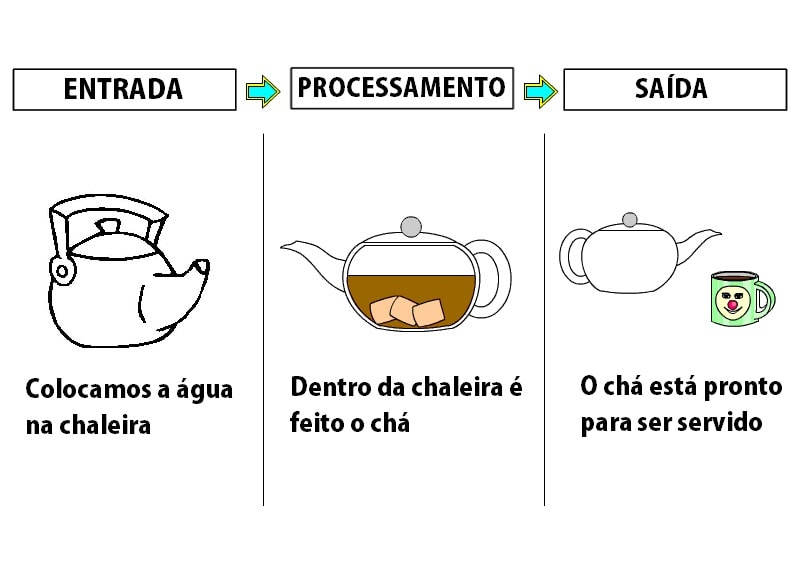 ENTRADA
PROCESSAMENTO
SAÍDA
Colocamos a água
na chaleira
Dentro da chaleira é
feito o chá
O chá está pronto
para ser servido